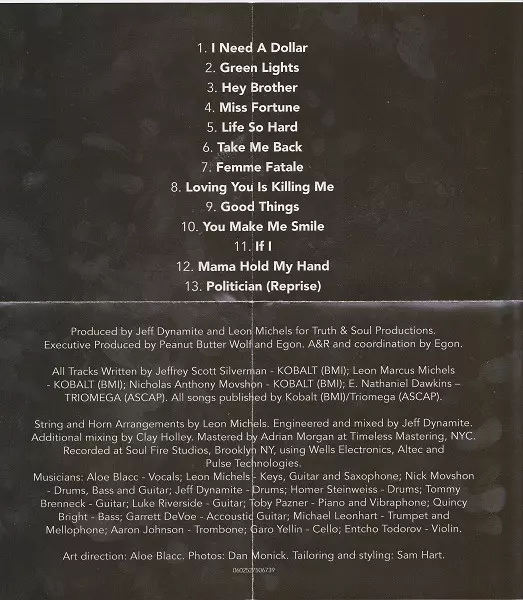 1. I Need A Dollar
2. Green Lights
3. Hey Brother
4. Miss Fortune
5. Life So Hard
6. Take Me Back
7. Femme Fatale
8. Loving You Is Killing Me
9. Good Things
10. You Make Me Smile
11. If I
12. Mama Hold My Hand
13. Politician (Reprise)
Produced by Jeff Dynamite and Leon Michels for Truth & Soul Productions.
Executive Produced by Peanut Butter Wolf and Egon. A&R and coordination by Egon.
All Tracks Written by Jeffrey Scott Silverman - KOBALT (BMI); Leon Marcus Michels
- KOBALT (BMI); Nicholas Anthony Movshon - KOBALT (BMI); E. Nathaniel Dawkins –
TRIOMEGA (ASCAP). All songs published by Kobalt (BMI)/Triomega (ASCAP).
String and Horn Arrangements by Leon Michels. Engineered and mixed by Jeff Dynamite.
Additional mixing by Clay Holley. Mastered by Adrian Morgan at Timeless Mastering, NYC.
Recorded at Soul Fire Studios, Brooklyn NY, using Wells Electronics, Altec and
Pulse Technologies.
Musicians: Aloe Blacc - Vocals; Leon Michels - Keys, Guitar and Saxophone; Nick Movshon
- Drums, Bass and Guitar; Jeff Dynamite - Drums; Homer Steinweiss - Drums; Tommy
Brenneck - Guitar; Luke Riverside - Guitar; Toby Pazner - Piano and Vibraphone; Quincy
Bright - Bass; Garrett DeVoe - Accoustic Guitar; Michael Leonhart - Trumpet and
Mellophone; Aaron Johnson - Trombone; Garo Yellin - Cello; Entcho Todorov - Violin.
Art direction: Aloe Blacc. Photos: Dan Monick. Tailoring and styling: Sam Hart.
0602527506739